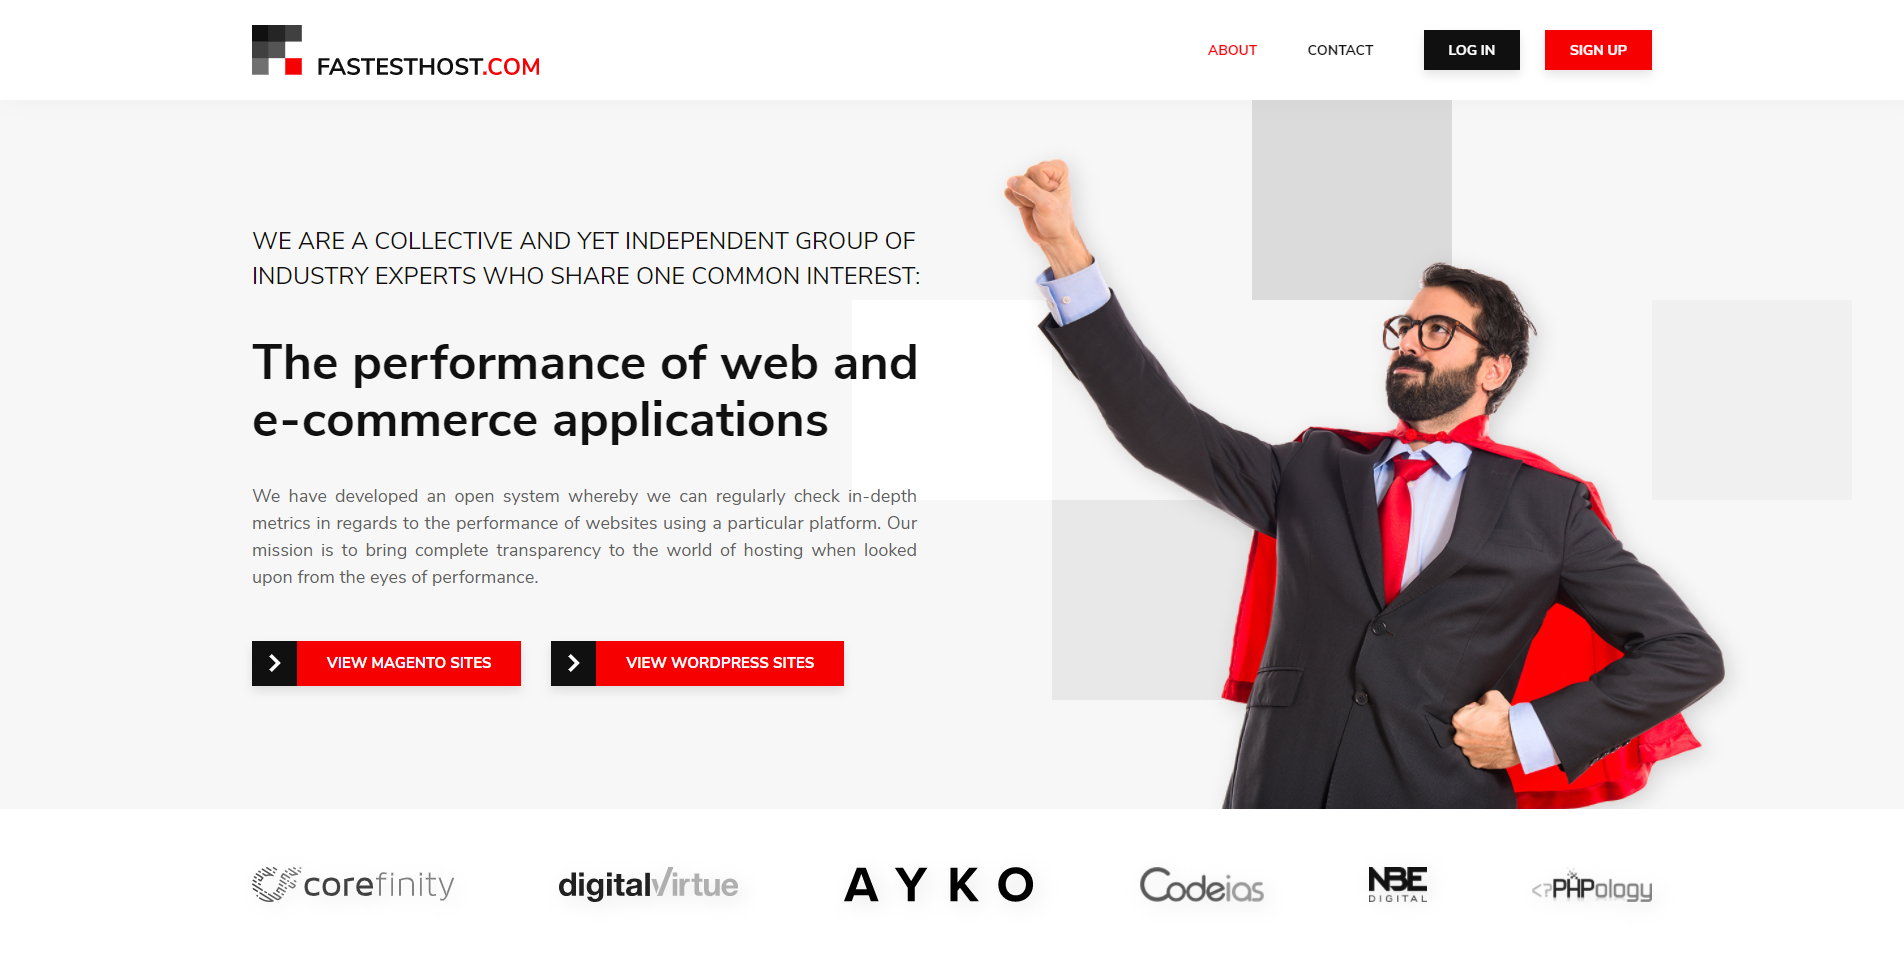 FASTESTHOST.COM
ABOUT
CONTACT
LOG IN
SIGN UP
WE ARE A COLLECTIVE AND YET INDEPENDENT GROUP OF
INDUSTRY EXPERTS WHO SHARE ONE COMMON INTEREST:
The performance of web and
e-commerce applications
We have developed an open system whereby we can regularly check in-depth
metrics in regards to the performance of websites using a particular platform. Our
mission is to bring complete transparency to the world of hosting when looked
upon from the eyes of performance.
VIEW MAGENTO SITES
VIEW WORDPRESS SITES
corefinity
digitalVirtue
AYKO
Codeias
NBE
DIGITAL
<?PHPology